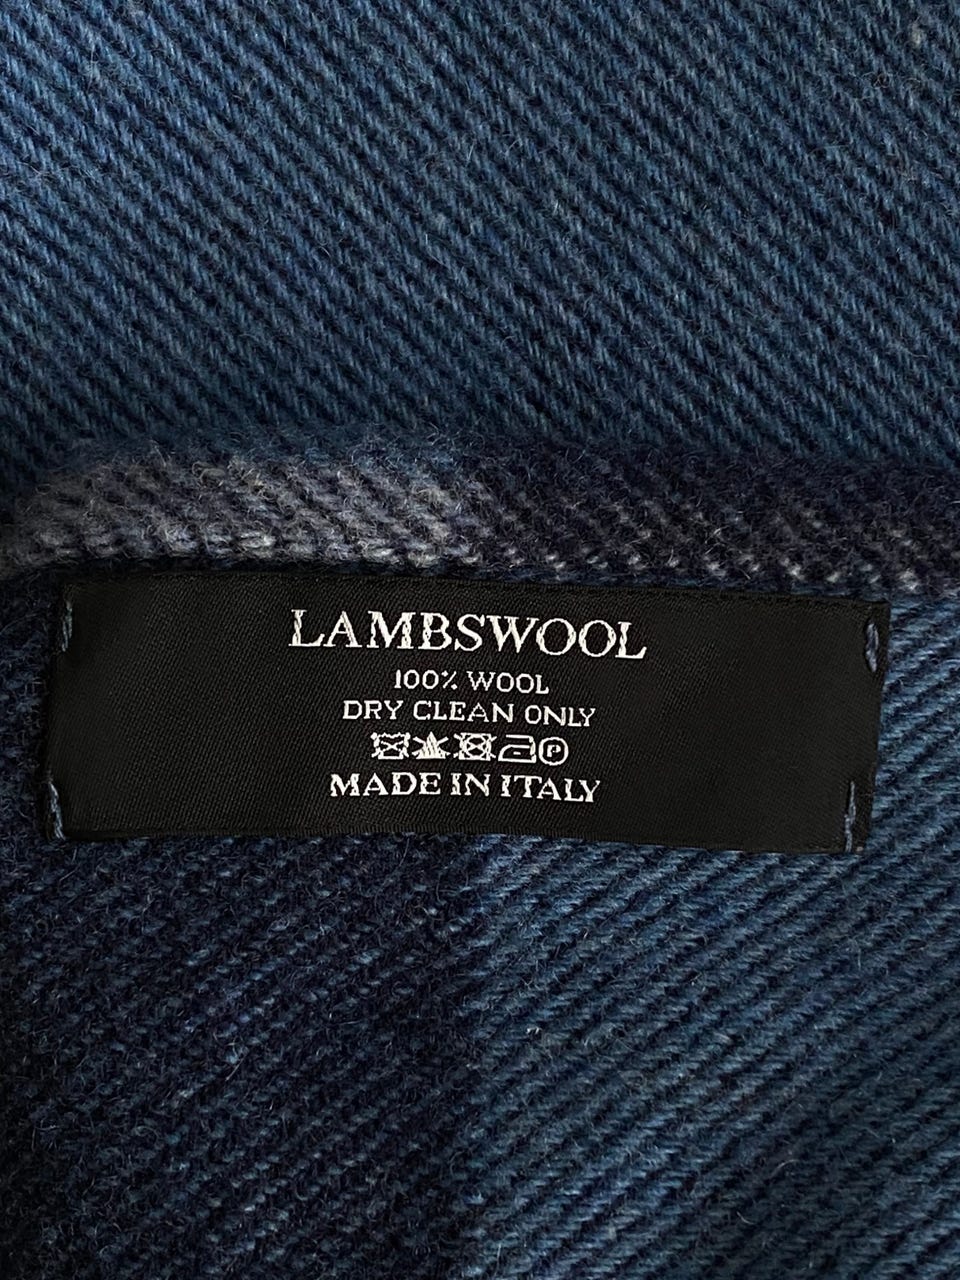 LAMBSWOOL
100% WOOL
DRY CLEAN ONLY
P
MADE IN ITALY